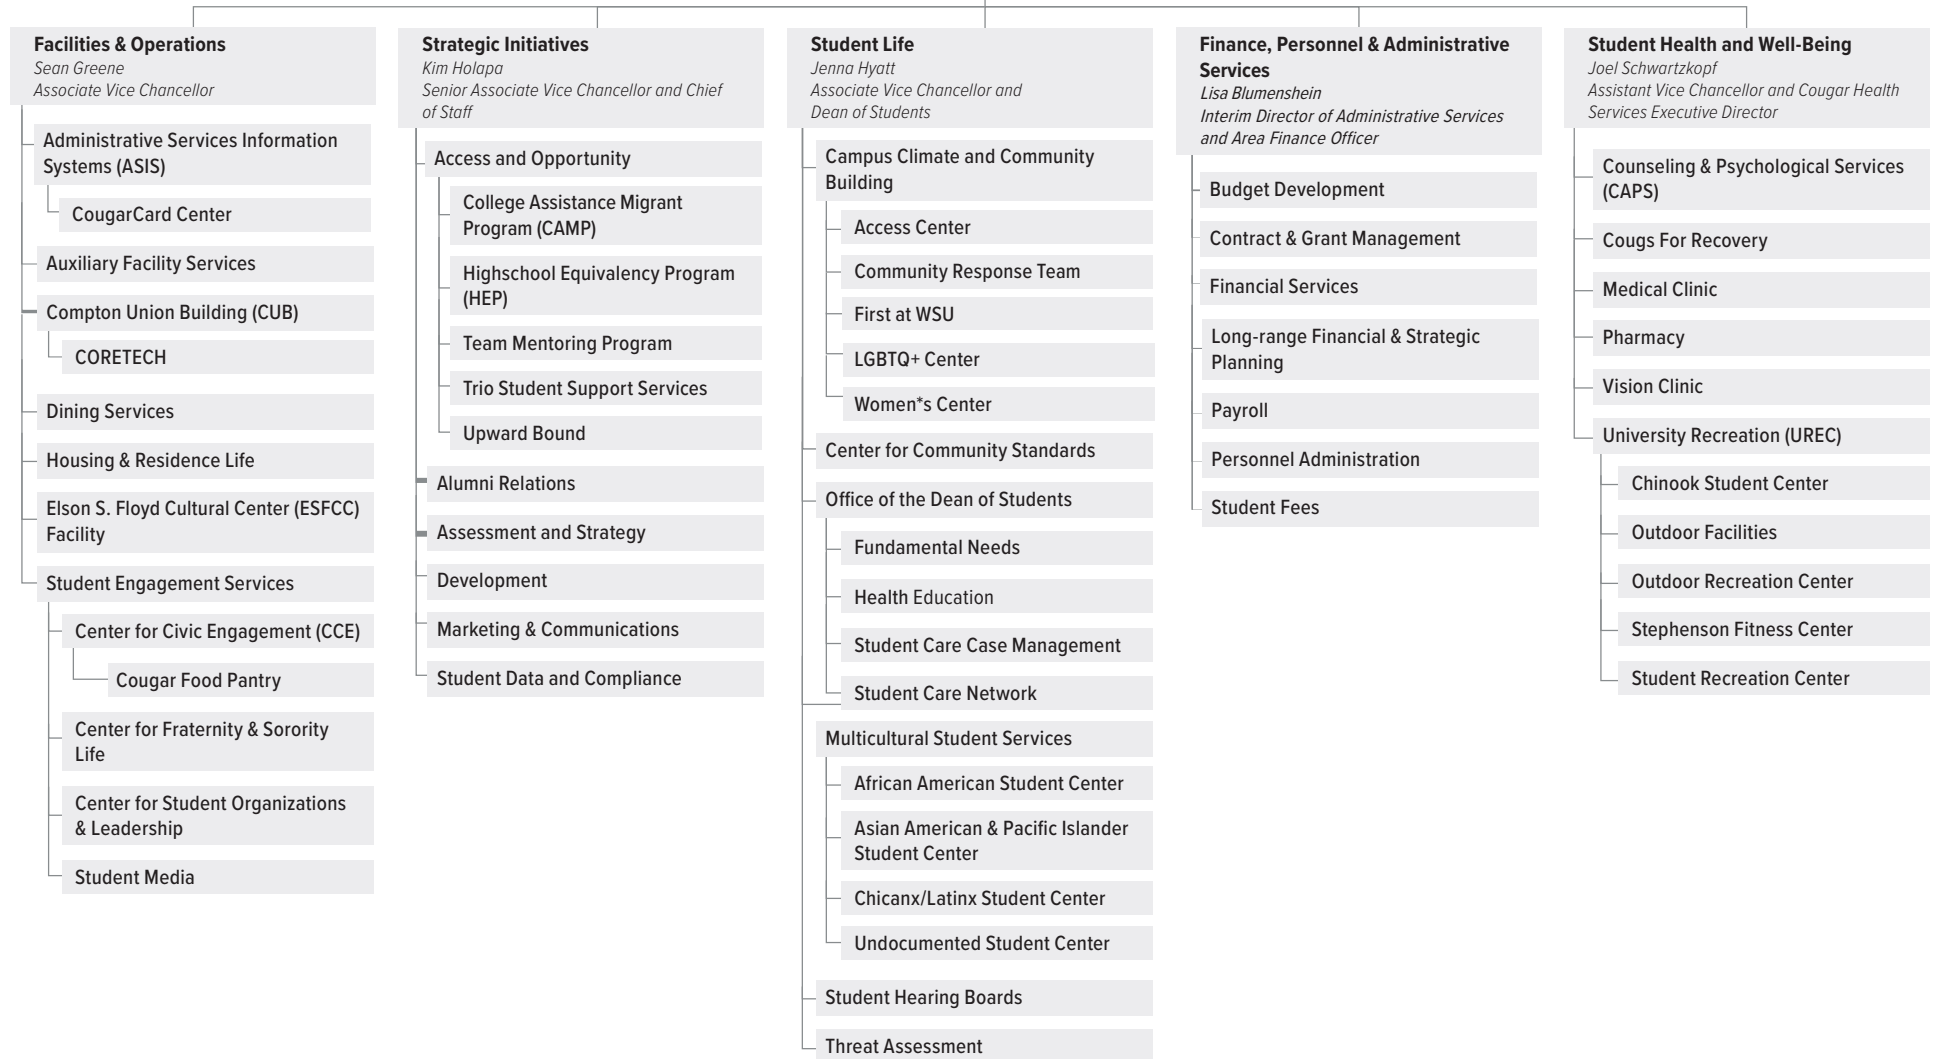 Facilities & Operations
Sean Greene
Associate Vice Chancellor
Administrative Services Information
Systems (ASIS)
CougarCard Center
Auxiliary Facility Services
Compton Union Building (CUB)
CORETECH
Dining Services
Housing & Residence Life
Elson S. Floyd Cultural Center (ESFCC)
Facility
Student Engagement Services
Center for Civic Engagement (CCE)
Cougar Food Pantry
Center for Fraternity & Sorority
Life
Center for Student Organizations
& Leadership
Student Media
Strategic Initiatives
Kim Holapa
Senior Associate Vice Chancellor and Chief
of Staff
Access and Opportunity
College Assistance Migrant
Program (CAMP)
Highschool Equivalency Program
(HEP)
Team Mentoring Program
Trio Student Support Services
Upward Bound
Alumni Relations
Assessment and Strategy
Development
Marketing & Communications
Student Data and Compliance
Student Life
Jenna Hyatt
Associate Vice Chancellor and
Dean of Students
Campus Climate and Community
Building
Access Center
Community Response Team
First at WSU
LGBTQ+ Center
Women*s Center
Center for Community Standards
Office of the Dean of Students
Fundamental Needs
Health Education
Student Care Case Management
Student Care Network
Multicultural Student Services
African American Student Center
Asian American & Pacific Islander
Student Center
Chicanx/Latinx Student Center
Undocumented Student Center
Student Hearing Boards
Threat Assessment
Finance, Personnel & Administrative
Services
Lisa Blumenshein
Interim Director of Administrative Services
and Area Finance Officer
Budget Development
Contract & Grant Management
Financial Services
Long-range Financial & Strategic
Planning
Payroll
Personnel Administration
Student Fees
Student Health and Well-Being
Joel Schwartzkopf
Assistant Vice Chancellor and Cougar Health
Services Executive Director
Counseling & Psychological Services
(CAPS)
Cougs For Recovery
Medical Clinic
Pharmacy
Vision Clinic
University Recreation (UREC)
Chinook Student Center
Outdoor Facilities
Outdoor Recreation Center
Stephenson Fitness Center
Student Recreation Center